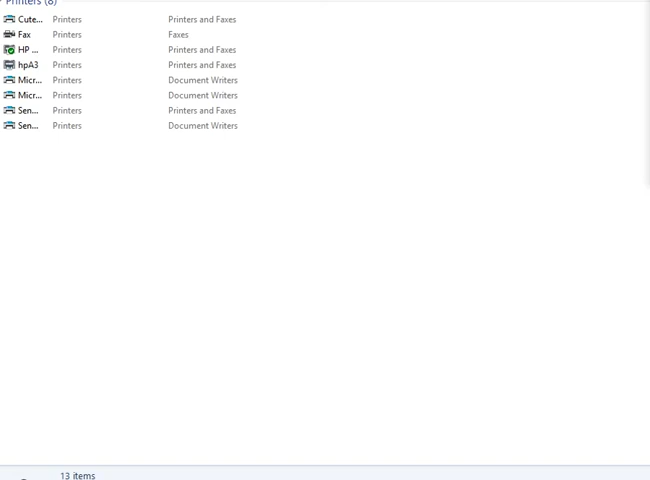 Printers (8)
Cute... Printers Printers and Faxes
Fax Printers Faxes
HP ... Printers Printers and Faxes
hpA3 Printers Printers and Faxes
Micr... Printers Document Writers
Micr... Printers Document Writers
Sen... Printers Printers and Faxes
Sen... Printers Document Writers
13 items